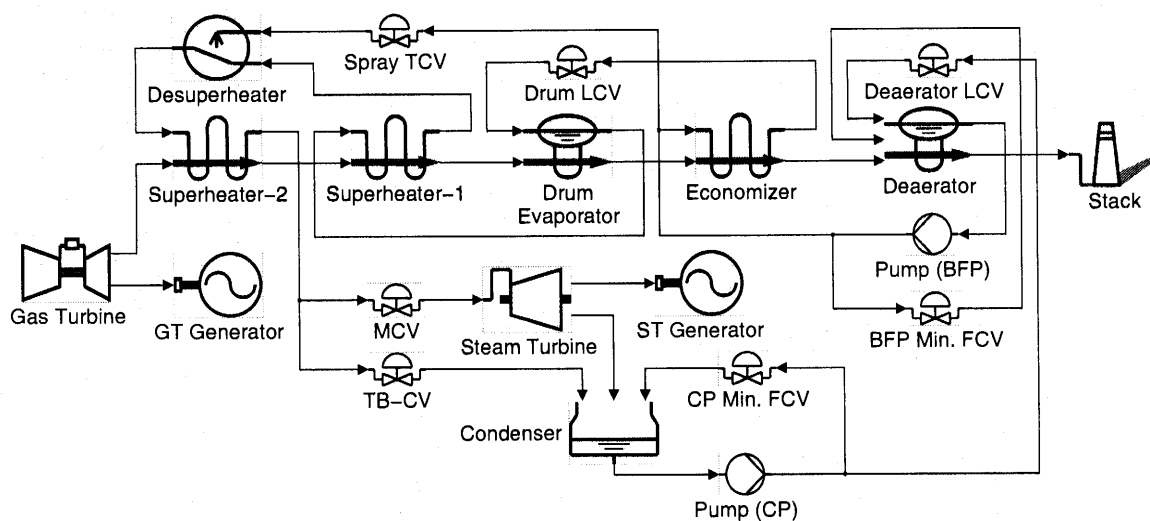 Spray TCV
Drum LCV
Deaerator LCV
Desuperheater
Superheater-2
Superheater-1
Drum
Evaporator
Economizer
Deaerator
Stack
Gas Turbine
GT Generator
MCV
Steam Turbine
ST Generator
Pump (BFP)
BFP Min. FCV
TB-CV
CP Min. FCV
Condenser
Pump (CP)